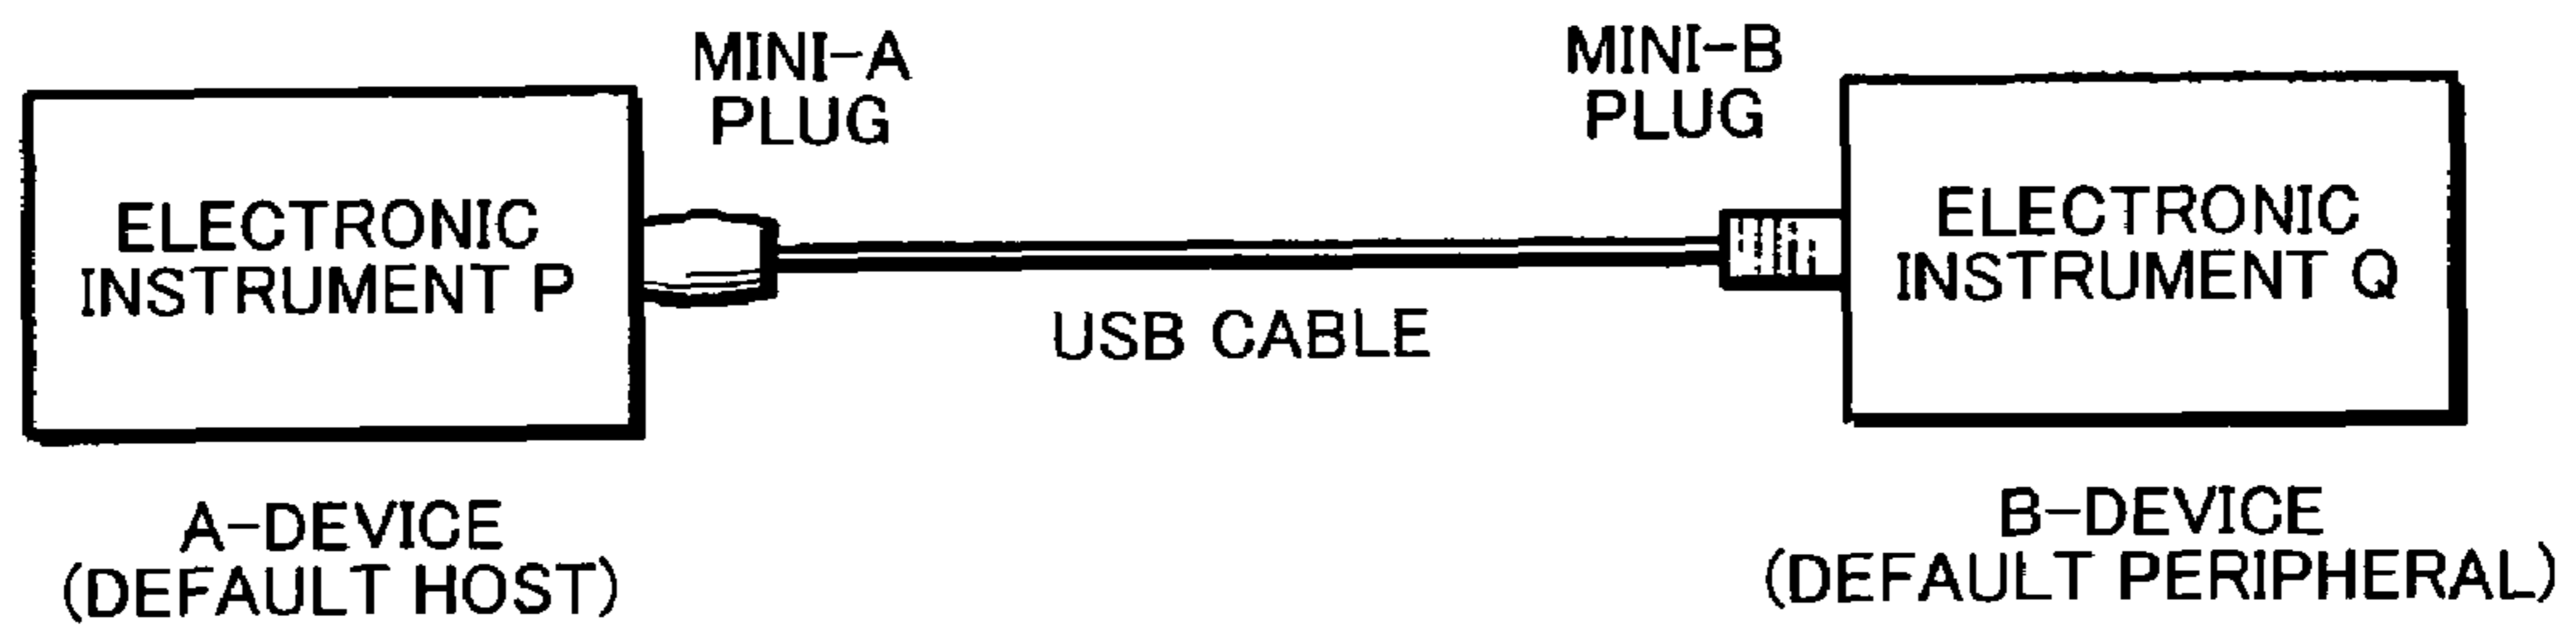 MINI-A
PLUG
MINI-B
PLUG
ELECTRONIC
INSTRUMENT P
ELECTRONIC
INSTRUMENT Q
USB CABLE
A-DEVICE
(DEFAULT HOST)
B-DEVICE
(DEFAULT PERIPHERAL)